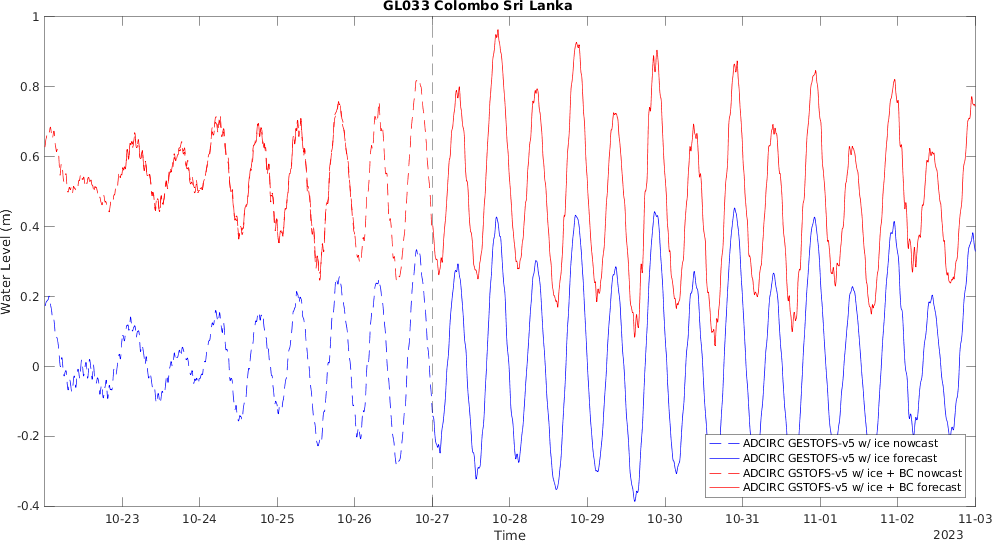 GL033 Colombo Sri Lanka
1
0.8
0.6
0.4
0.2
0
-0.2
-0.4
Water Level (m)
ADCIRC GESTOFS-v5 w/ ice nowcast
ADCIRC GESTOFS-v5 w/ ice forecast
ADCIRC GSTOFS-v5 w/ ice + BC nowcast
ADCIRC GSTOFS-v5 w/ ice + BC forecast
10-23 10-24 10-25 10-26 10-27 10-28 10-29 10-30 10-31 11-01 11-02 11-03
Time
2023